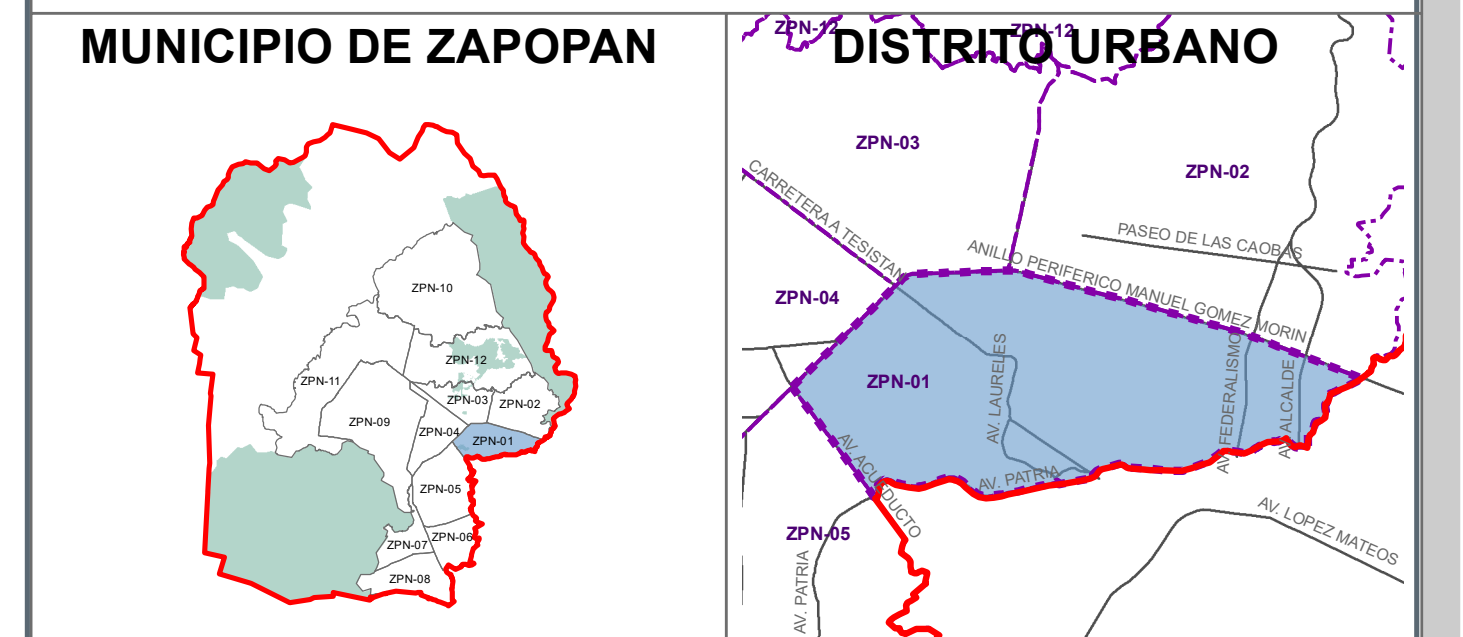 MUNICIPIO DE ZAPOPAN
ZPN-10
ZPN-12
ZPN-11
ZPN-03
ZPN-02
ZPN-09
ZPN-04
ZPN-01
ZPN-05
ZPN-06
ZPN-07
ZPN-08
DISTRITO URBANO
ZPN-12
ZPN-12
ZPN-03
ZPN-02
CARRETERA A TESISTAN
PASEO DE LAS CAOBAS
ANILLO PERIFERICO MANUEL GOMEZ MORIN
ZPN-04
ZPN-01
AV. LAURELES
AV. FEDERALISMO
AV. ALCALDE
AV. ACUEDUCTO
AV. PATRIA
ZPN-05
AV. LOPEZ MATEOS
AV. PATRIA